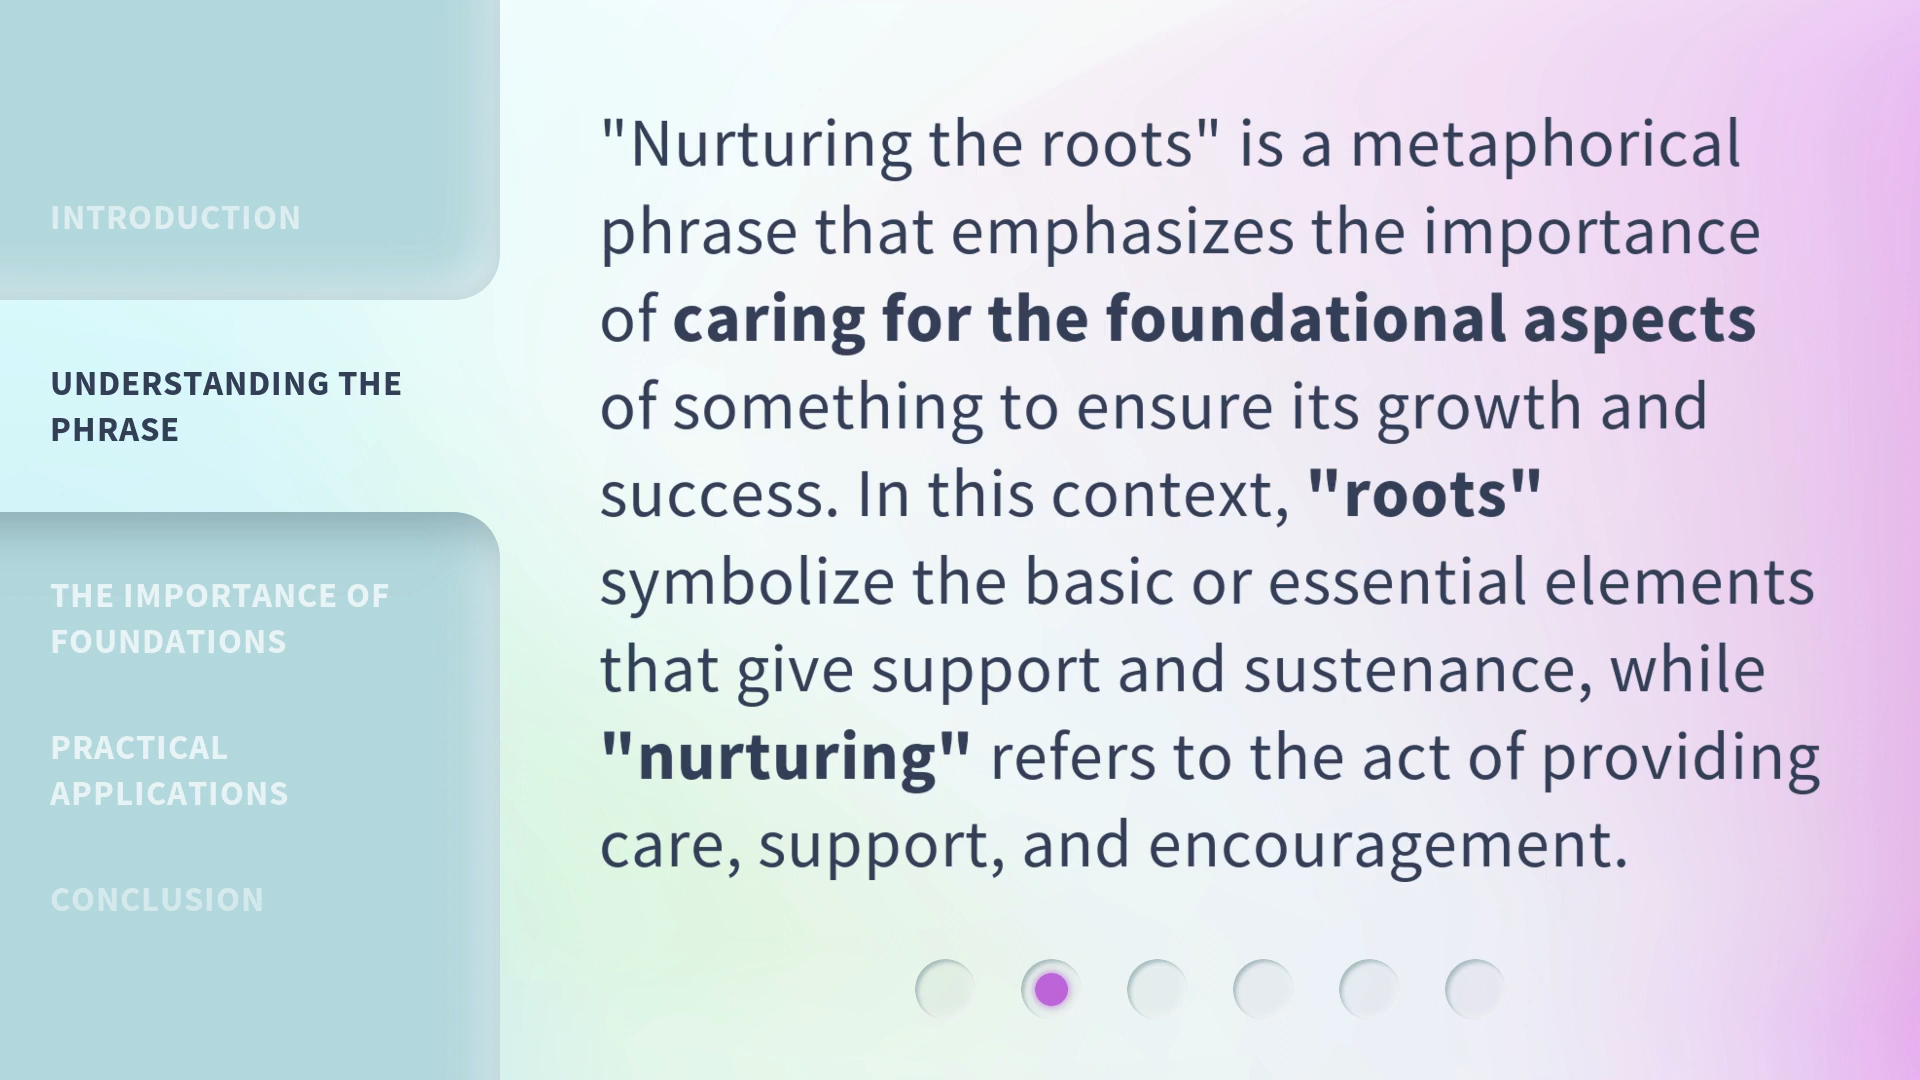 INTRODUCTION
UNDERSTANDING THE
PHRASE
THE IMPORTANCE OF
FOUNDATIONS
PRACTICAL
APPLICATIONS
CONCLUSION
"Nurturing the roots" is a metaphorical
phrase that emphasizes the importance
of caring for the foundational aspects
of something to ensure its growth and
success. In this context, "roots"
symbolize the basic or essential elements
that give support and sustenance, while
"nurturing" refers to the act of providing
care, support, and encouragement.